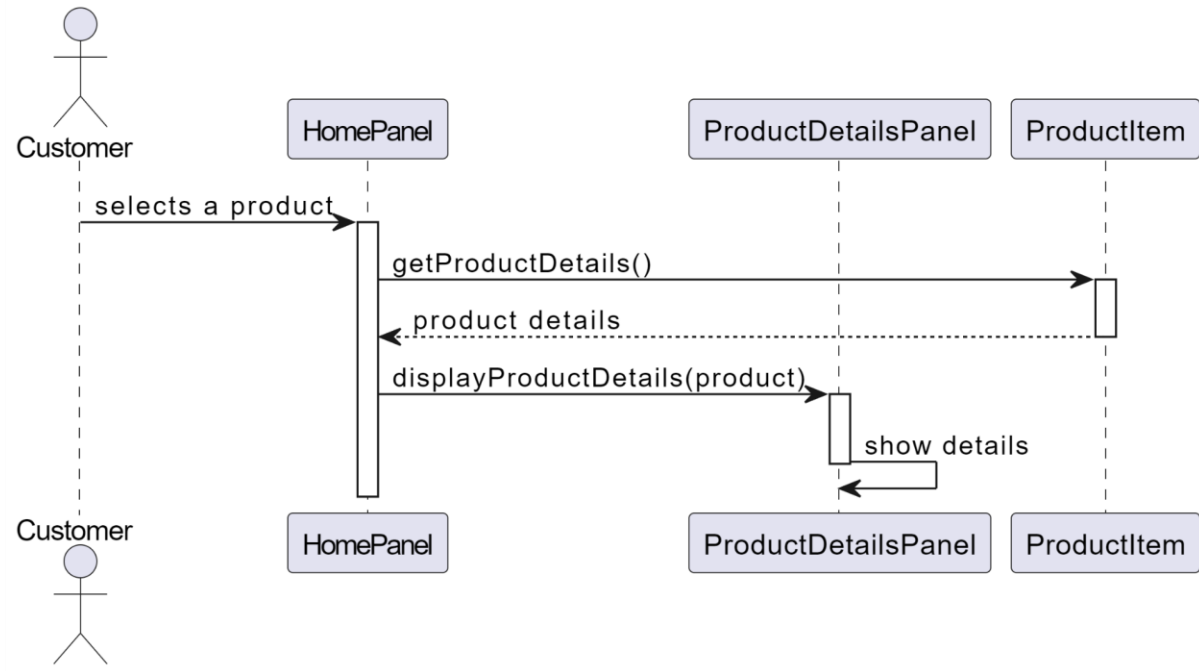 Customer
HomePanel
ProductDetailsPanel
ProductItem
selects a product
getProductDetails()
product details
displayProductDetails(product)
show details
Customer
HomePanel
ProductDetailsPanel
ProductItem